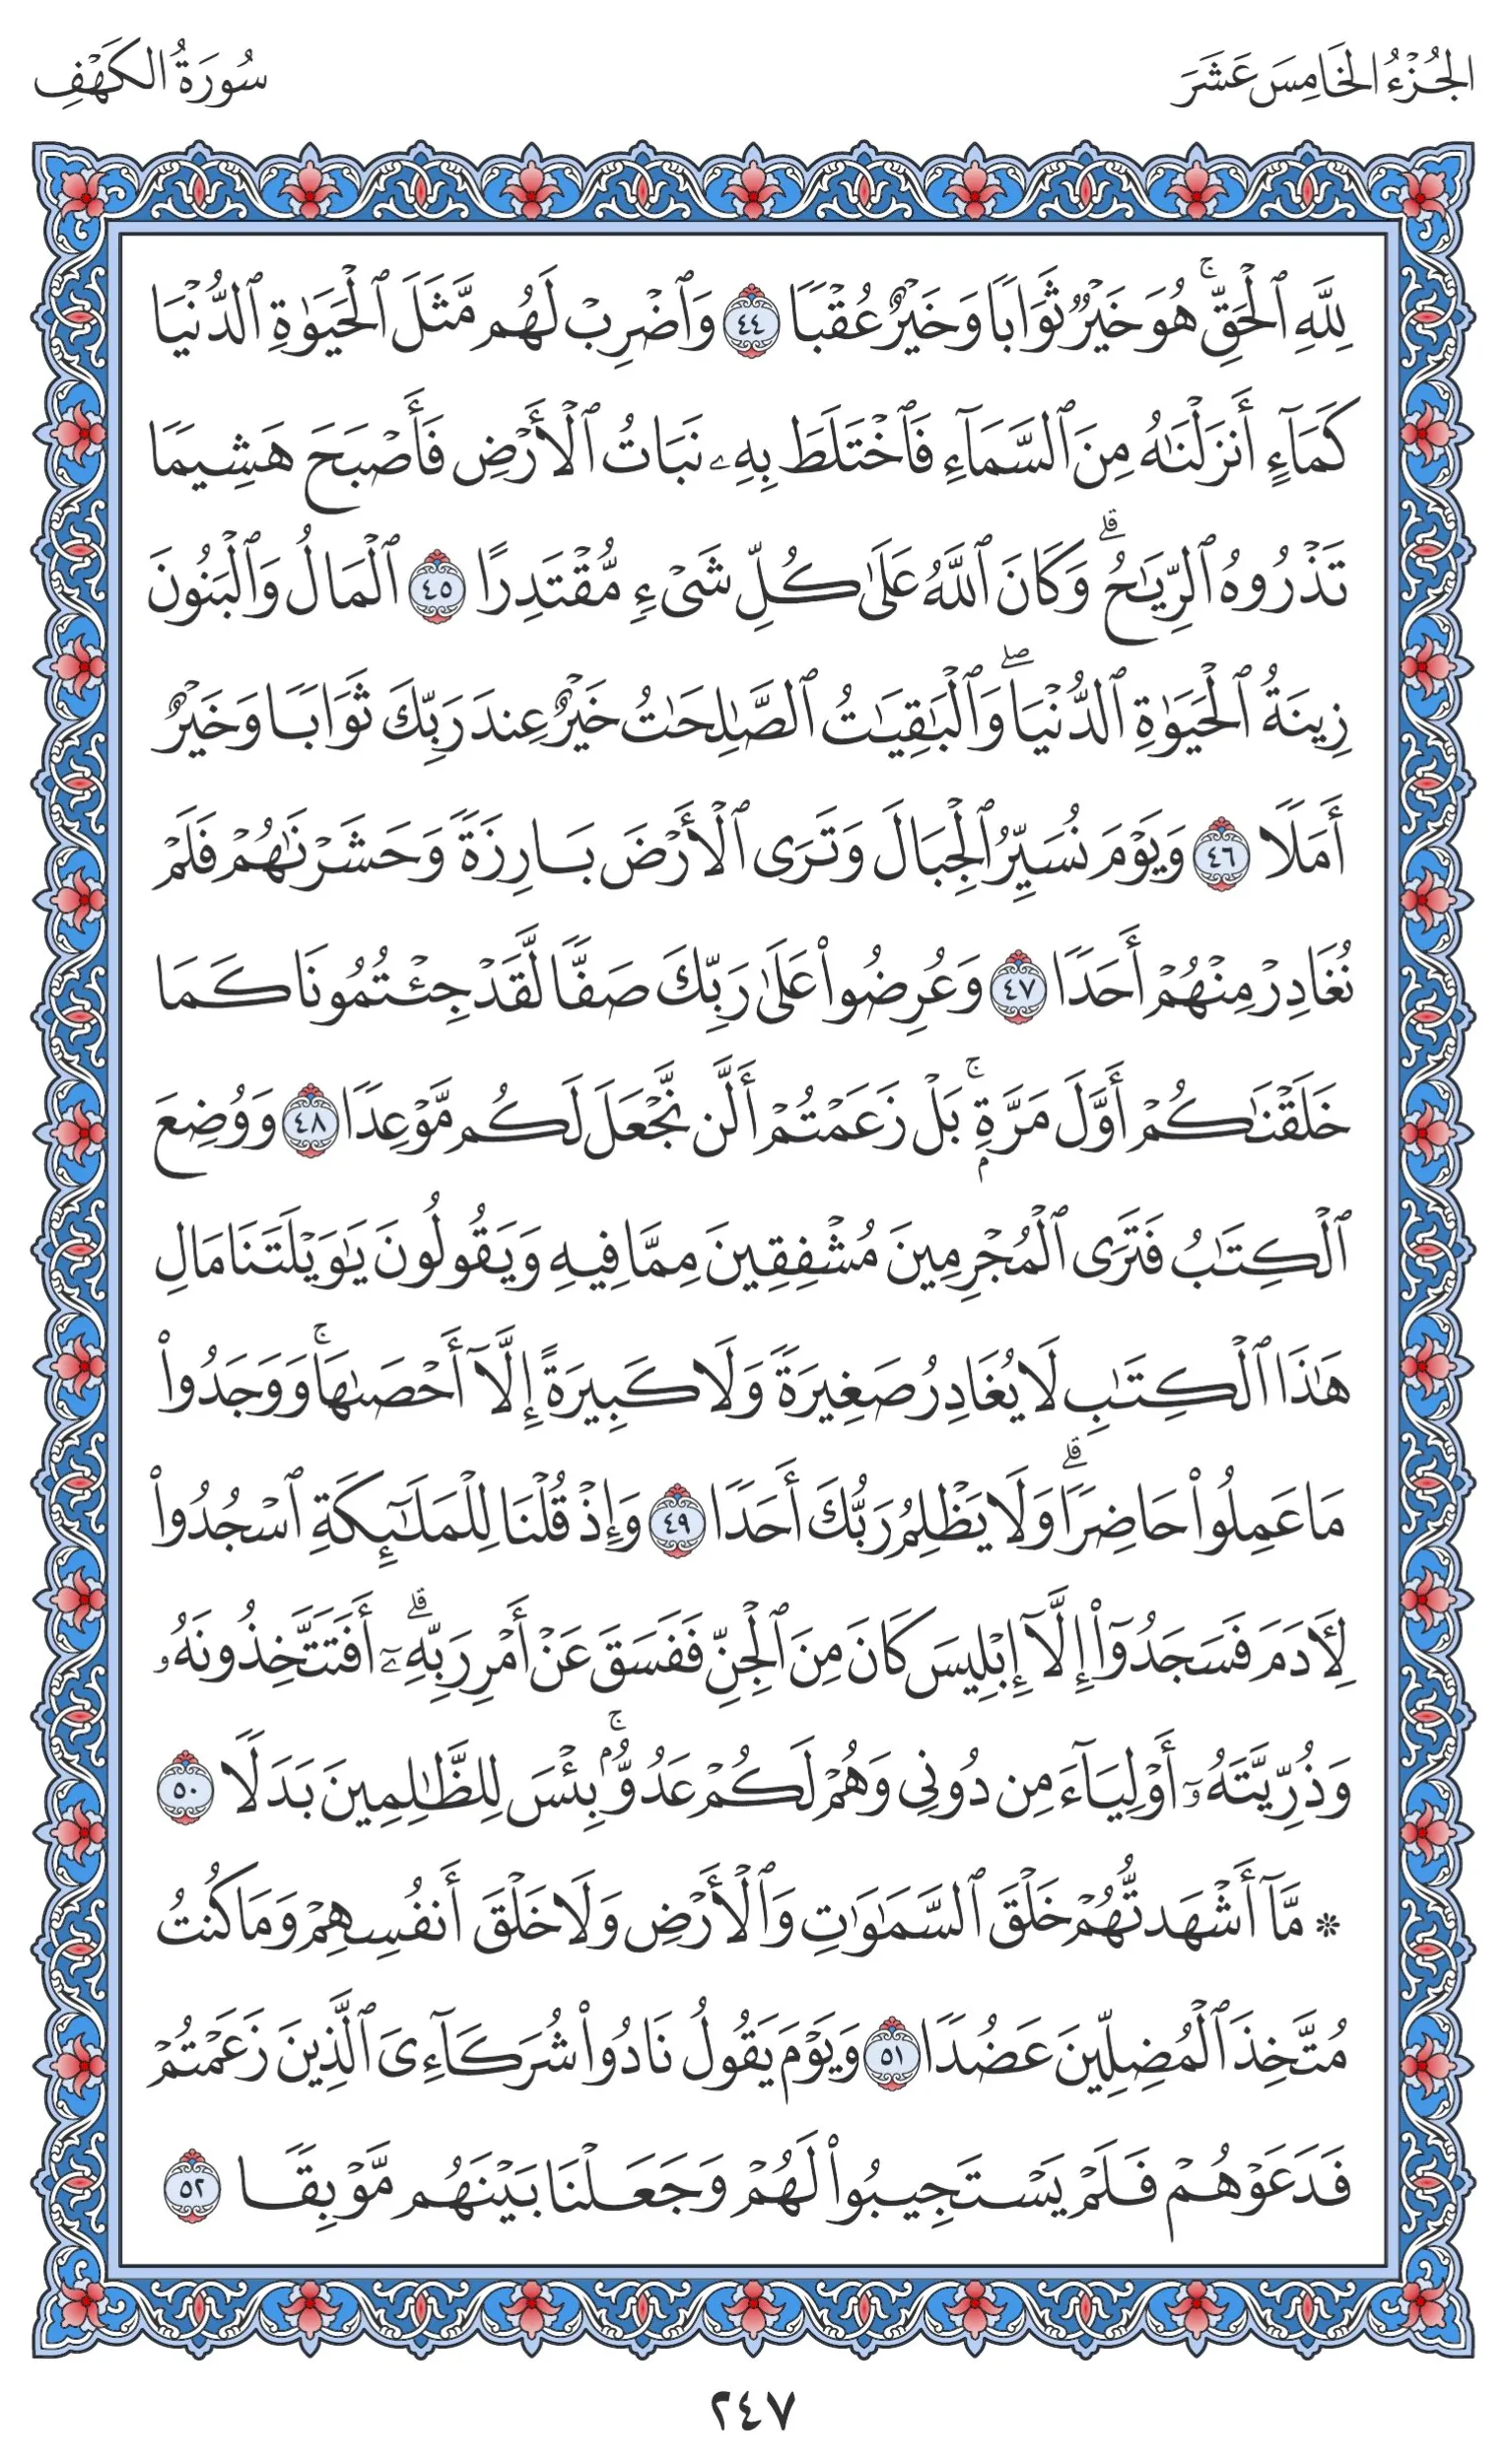 الجُزْءُ الخَامِسَ عَشَرَ
سُورَةُ الكَهْفِ
لِلَّهِ ٱلْحَقِّۚ هُوَ خَيْرٌ ثَوَابًا وَخَيْرٌ عُقْبًا ٤٤ وَٱضْرِبْ لَهُم مَّثَلَ ٱلْحَيَوٰةِ ٱلدُّنْيَا
كَمَآءٍ أَنزَلْنَٰهُ مِنَ ٱلسَّمَآءِ فَٱخْتَلَطَ بِهِۦ نَبَاتُ ٱلْأَرْضِ فَأَصْبَحَ هَشِيمًا
تَذْرُوهُ ٱلرِّيَٰحُۗ وَكَانَ ٱللَّهُ عَلَىٰ كُلِّ شَىْءٍ مُّقْتَدِرًا ٤٥ ٱلْمَالُ وَٱلْبَنُونَ
زِينَةُ ٱلْحَيَوٰةِ ٱلدُّنْيَاۖ وَٱلْبَٰقِيَٰتُ ٱلصَّٰلِحَٰتُ خَيْرٌ عِندَ رَبِّكَ ثَوَابًا وَخَيْرٌ
أَمَلًا ٤٦ وَيَوْمَ نُسَيِّرُ ٱلْجِبَالَ وَتَرَى ٱلْأَرْضَ بَارِزَةً وَحَشَرْنَٰهُمْ فَلَمْ
نُغَادِرْ مِنْهُمْ أَحَدًا ٤٧ وَعُرِضُوا۟ عَلَىٰ رَبِّكَ صَفًّا لَّقَدْ جِئْتُمُونَا كَمَا
خَلَقْنَٰكُمْ أَوَّلَ مَرَّةٍۭۚ بَلْ زَعَمْتُمْ أَلَّن نَّجْعَلَ لَكُم مَّوْعِدًا ٤٨ وَوُضِعَ
ٱلْكِتَٰبُ فَتَرَى ٱلْمُجْرِمِينَ مُشْفِقِينَ مِمَّا فِيهِ وَيَقُولُونَ يَٰوَيْلَتَنَا مَالِ
هَٰذَا ٱلْكِتَٰبِ لَا يُغَادِرُ صَغِيرَةً وَلَا كَبِيرَةً إِلَّآ أَحْصَىٰهَاۚ وَوَجَدُوا۟
مَا عَمِلُوا۟ حَاضِرًاۗ وَلَا يَظْلِمُ رَبُّكَ أَحَدًا ٤٩ وَإِذْ قُلْنَا لِلْمَلَٰٓئِكَةِ ٱسْجُدُوا۟
لِءَادَمَ فَسَجَدُوٓا۟ إِلَّآ إِبْلِيسَ كَانَ مِنَ ٱلْجِنِّ فَفَسَقَ عَنْ أَمْرِ رَبِّهِۦٓۗ أَفَتَتَّخِذُونَهُۥ
وَذُرِّيَّتَهُۥٓ أَوْلِيَآءَ مِن دُونِى وَهُمْ لَكُمْ عَدُوٌّۢۚ بِئْسَ لِلظَّٰلِمِينَ بَدَلًا ٥٠
۞ مَّآ أَشْهَدتُّهُمْ خَلْقَ ٱلسَّمَٰوَٰتِ وَٱلْأَرْضِ وَلَا خَلْقَ أَنفُسِهِمْ وَمَا كُنتُ
مُتَّخِذَ ٱلْمُضِلِّينَ عَضُدًا ٥١ وَيَوْمَ يَقُولُ نَادُوا۟ شُرَكَآءِىَ ٱلَّذِينَ زَعَمْتُمْ
فَدَعَوْهُمْ فَلَمْ يَسْتَجِيبُوا۟ لَهُمْ وَجَعَلْنَا بَيْنَهُم مَّوْبِقًا ٥٢
٢٤٧